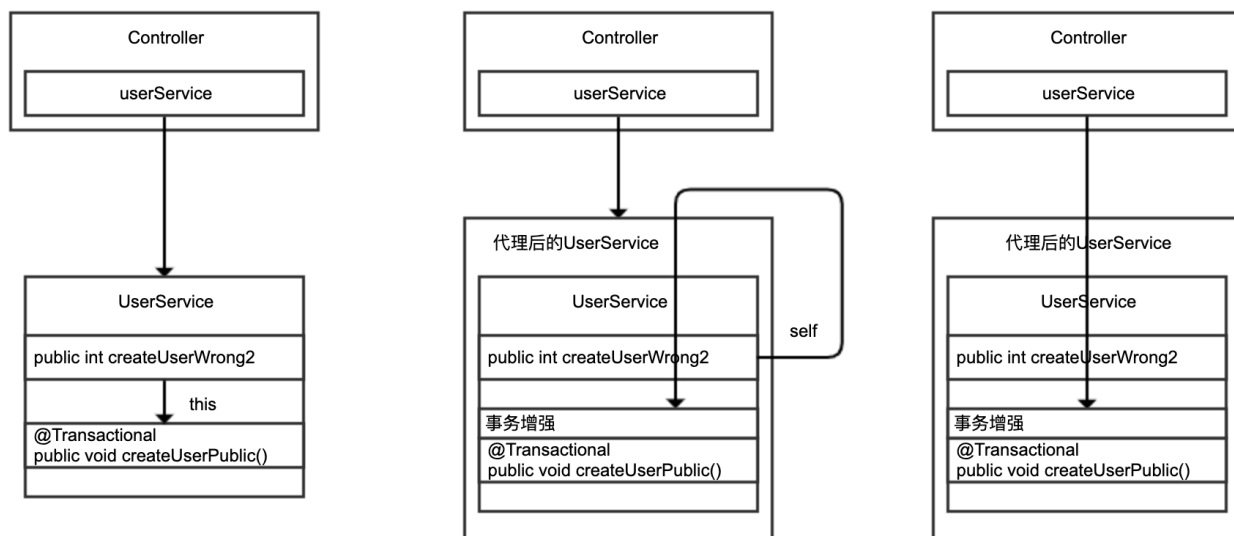 Controller
userService
UserService
public int createUserWrong2
this
@Transactional
public void createUserPublic()
Controller
userService
代理后的UserService
UserService
self
public int createUserWrong2
事务增强
@Transactional
public void createUserPublic()
Controller
userService
代理后的UserService
UserService
public int createUserWrong2
事务增强
@Transactional
public void createUserPublic()